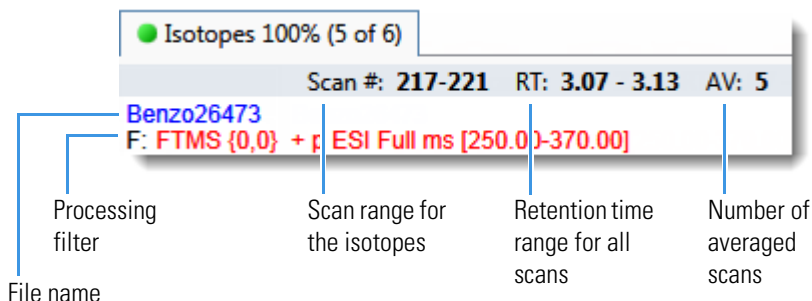 Isotopes 100% (5 of 6)
Scan #: 217-221 RT: 3.07 - 3.13 AV: 5
Benzo26473
F: FTMS {0,0} + p ESI Full ms [250.00-370.00]
Processing
filter
Scan range for
the isotopes
Retention time
range for all
scans
Number of
averaged
scans
File name